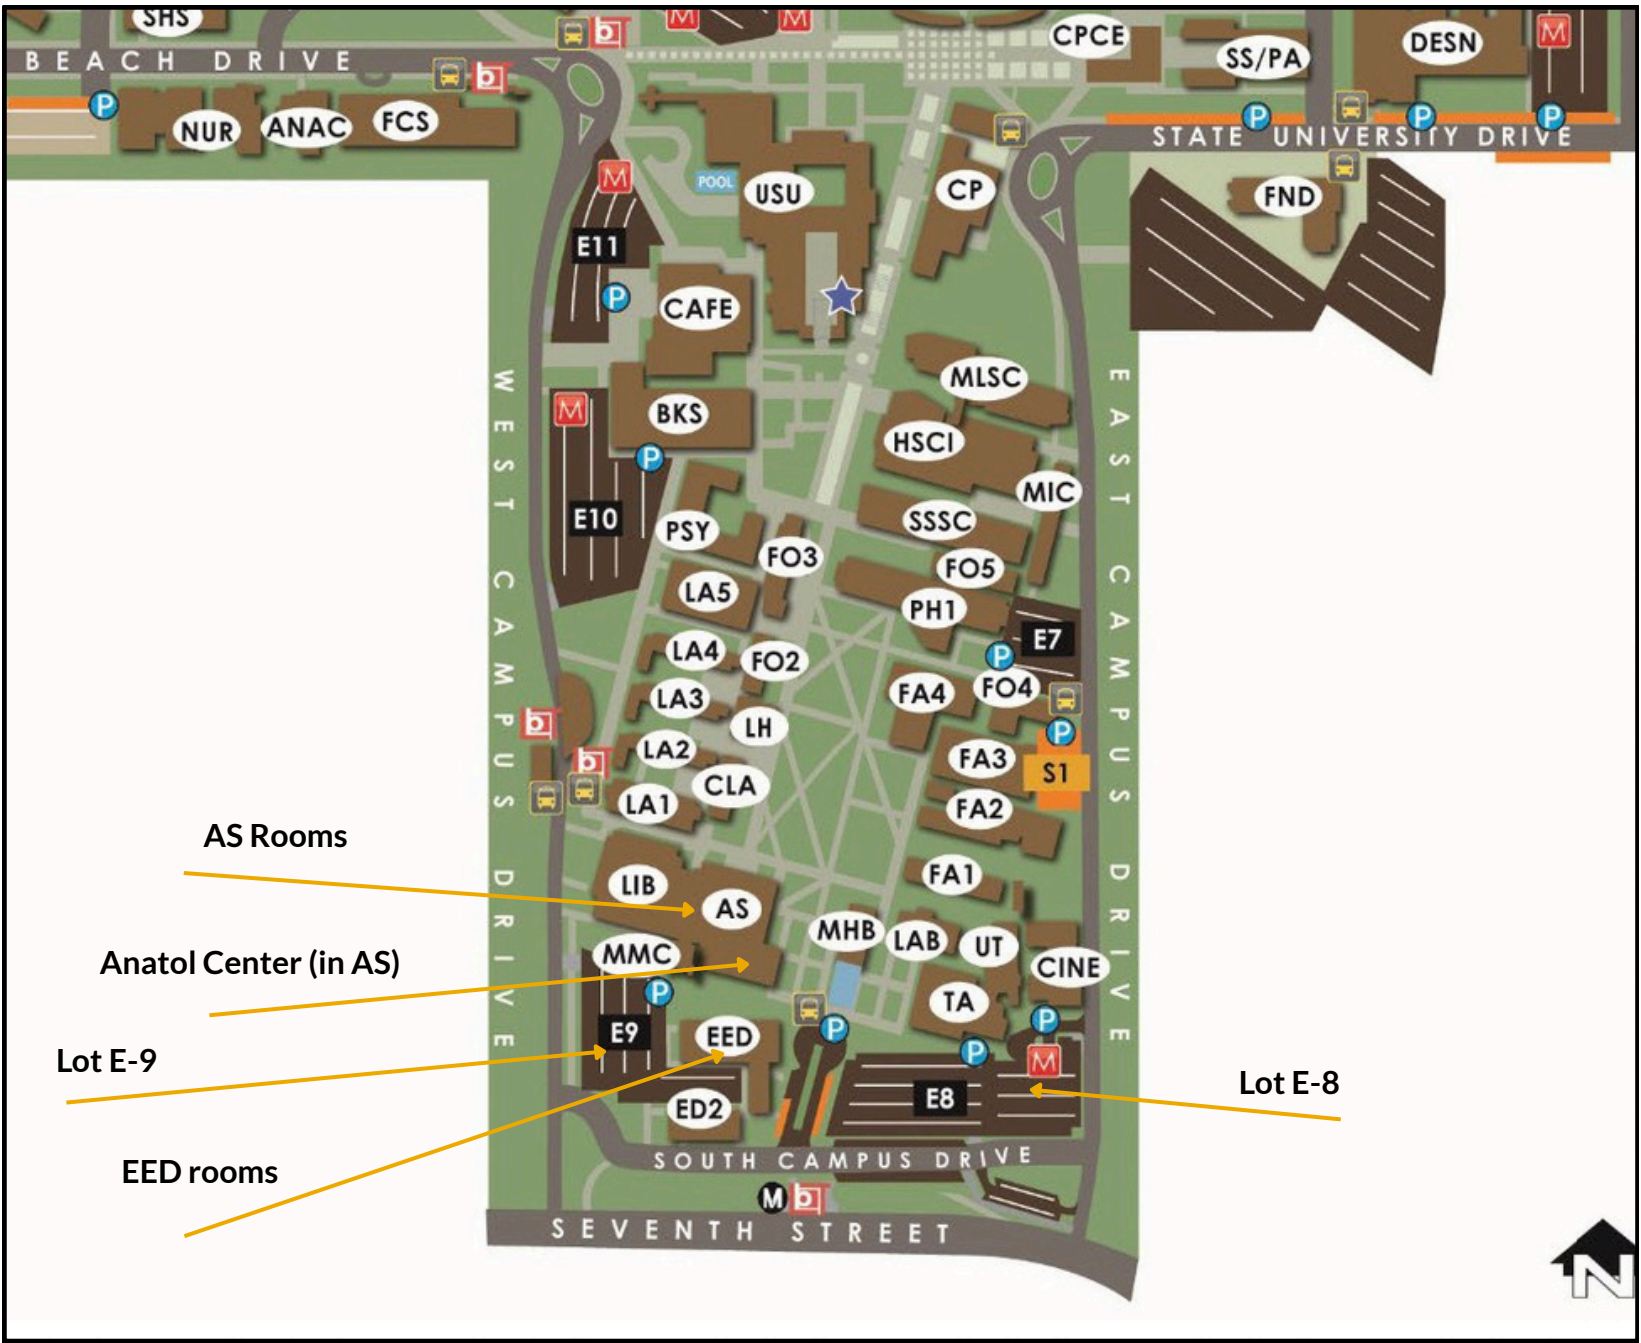 SHS
M
M
CPCE
SS/PA
DESN
M
b
BEACH DRIVE
b
P
NUR
ANAC
FCS
P
P
P
STATE UNIVERSITY DRIVE
M
POOL
USU
CP
FND
E11
P
CAFE
MLSC
M
BKS
HSCI
P
MIC
E10
PSY
SSSC
FO3
FO5
LA5
PH1
E7
LA4
FO2
P
LA3
FA4
FO4
LH
b
P
LA2
b
FA3
S1
CLA
LA1
FA2
WEST CAMPUS DRIVE
EAST CAMPUS DRIVE
AS Rooms
LIB
FA1
AS
MHB
LAB
UT
Anatol Center (in AS)
MMC
CINE
P
TA
P
E9
EED
P
P
Lot E-9
M
Lot E-8
E8
ED2
SOUTH CAMPUS DRIVE
EED rooms
M
b
SEVENTH STREET
N